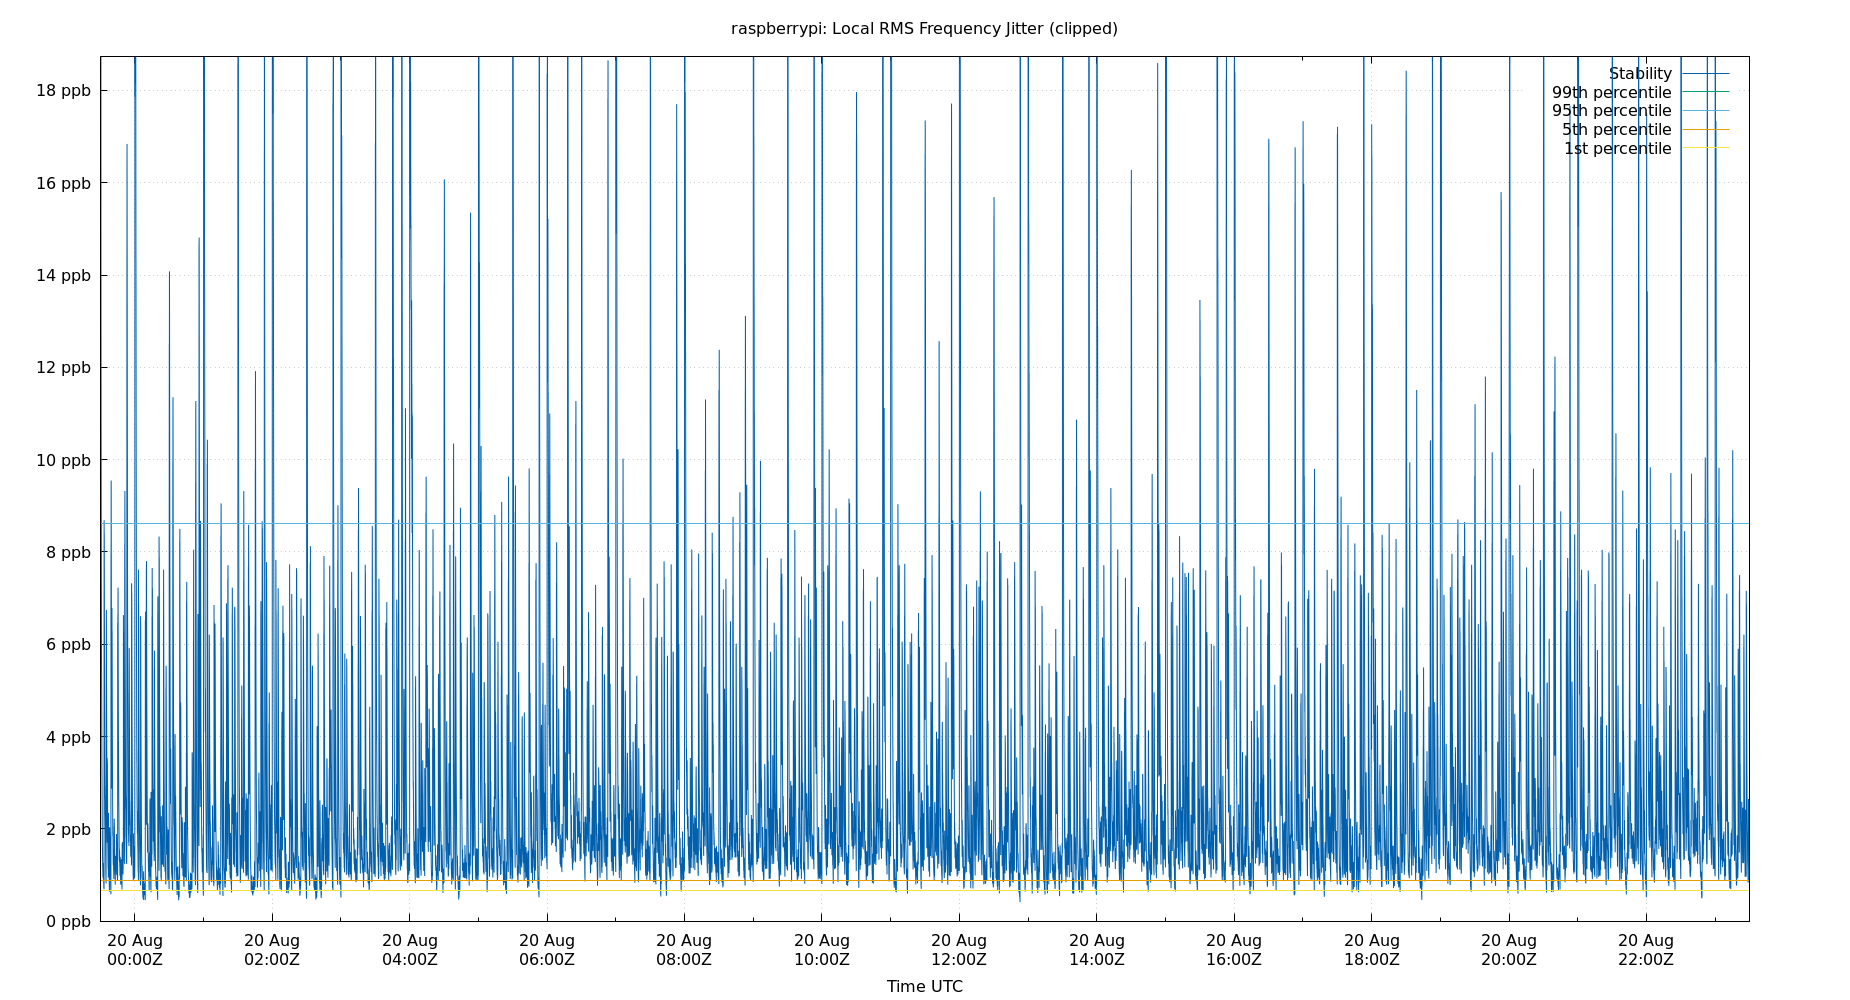 raspberrypi: Local RMS Frequency Jitter (clipped)
Stability
99th percentile
95th percentile
5th percentile
1st percentile
18 ppb
16 ppb
14 ppb
12 ppb
10 ppb
8 ppb
6 ppb
4 ppb
2 ppb
0 ppb
20 Aug 20 Aug 20 Aug 20 Aug 20 Aug 20 Aug 20 Aug 20 Aug 20 Aug 20 Aug 20 Aug 20 Aug
00:00Z 02:00Z 04:00Z 06:00Z 08:00Z 10:00Z 12:00Z 14:00Z 16:00Z 18:00Z 20:00Z 22:00Z
Time UTC